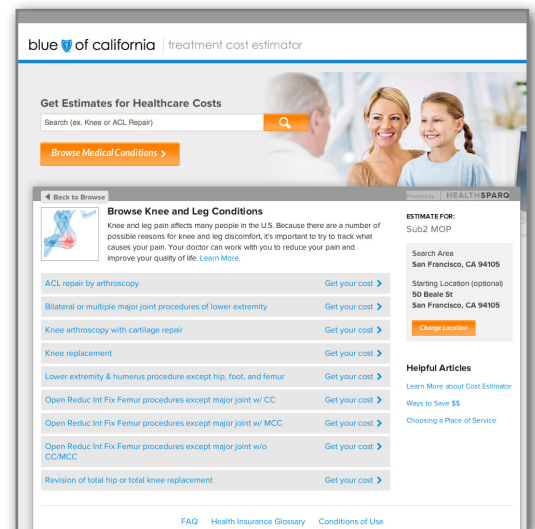 blue of california treatment cost estimator
Get Estimates for Healthcare Costs
Search (ex. Knee or ACL Repair)
Browse Medical Conditions >
Back to Browse
Powered by HEALTHSPARQ
Browse Knee and Leg Conditions
Knee and leg pain affects many people in the U.S. Because there are a number of
possible reasons for knee and leg discomfort, it's important to try to track what
causes your pain. Your doctor can work with you to reduce your pain and
improve your quality of life. Learn More.
ACL repair by arthroscopy Get your cost >
Bilateral or multiple major joint procedures of lower extremity Get your cost >
Knee arthroscopy with cartilage repair Get your cost >
Knee replacement Get your cost >
Lower extremity & humerus procedure except hip, foot, and femur Get your cost >
Open Reduc Int Fix Femur procedures except major joint w/ CC Get your cost >
Open Reduc Int Fix Femur procedures except major joint w/ MCC Get your cost >
Open Reduc Int Fix Femur procedures except major joint w/o
CC/MCC
Get your cost >
Revision of total hip or total knee replacement Get your cost >
ESTIMATE FOR:
Sub2 MOP
Search Area
San Francisco, CA 94105
Starting Location (optional)
50 Beale St
San Francisco, CA 94105
Change Location
Helpful Articles
Learn More about Cost Estimator
Ways to Save $$
Choosing a Place of Service
FAQ Health Insurance Glossary Conditions of Use